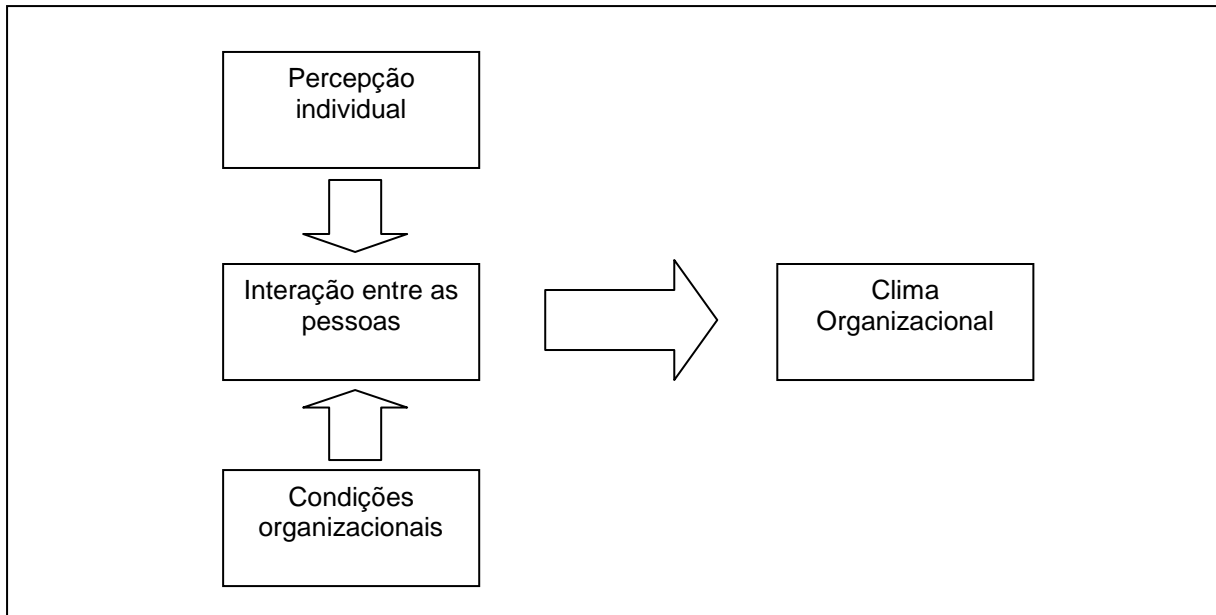 Percepção
individual
Interação entre as
pessoas
Clima
Organizacional
Condições
organizacionais